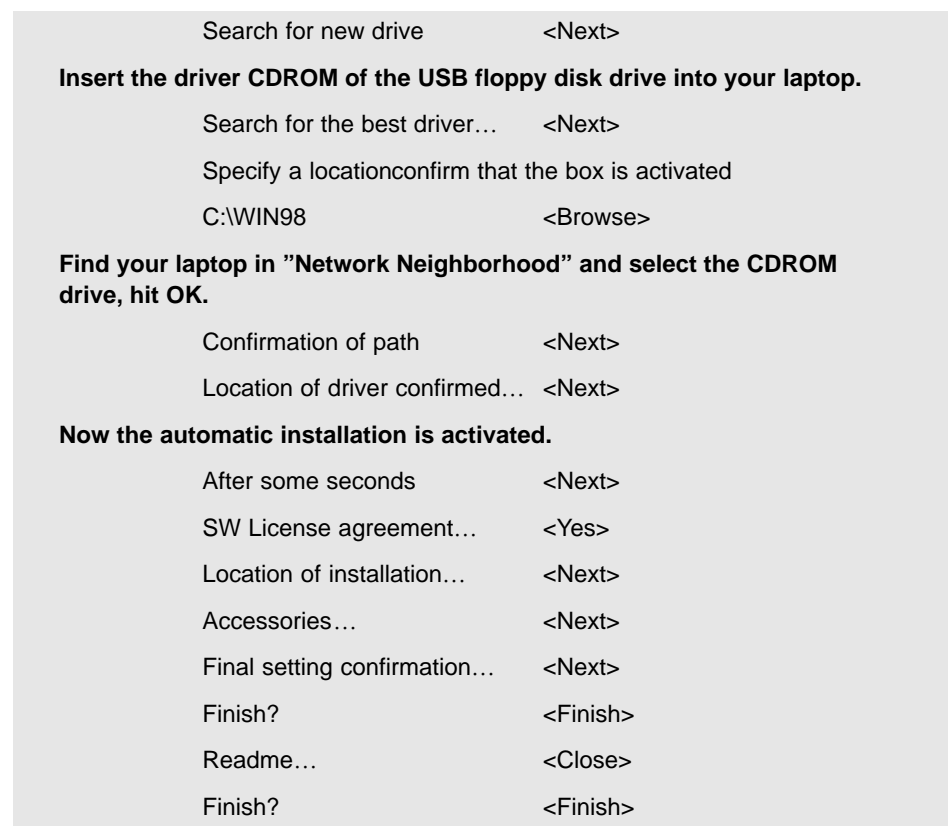 Search for new drive <Next>
Insert the driver CDROM of the USB floppy disk drive into your laptop.
Search for the best driver… <Next>
Specify a locationconfirm that the box is activated
C:\WIN98 <Browse>
Find your laptop in ”Network Neighborhood” and select the CDROM
drive, hit OK.
Confirmation of path <Next>
Location of driver confirmed… <Next>
Now the automatic installation is activated.
After some seconds <Next>
SW License agreement… <Yes>
Location of installation… <Next>
Accessories… <Next>
Final setting confirmation… <Next>
Finish? <Finish>
Readme… <Close>
Finish? <Finish>